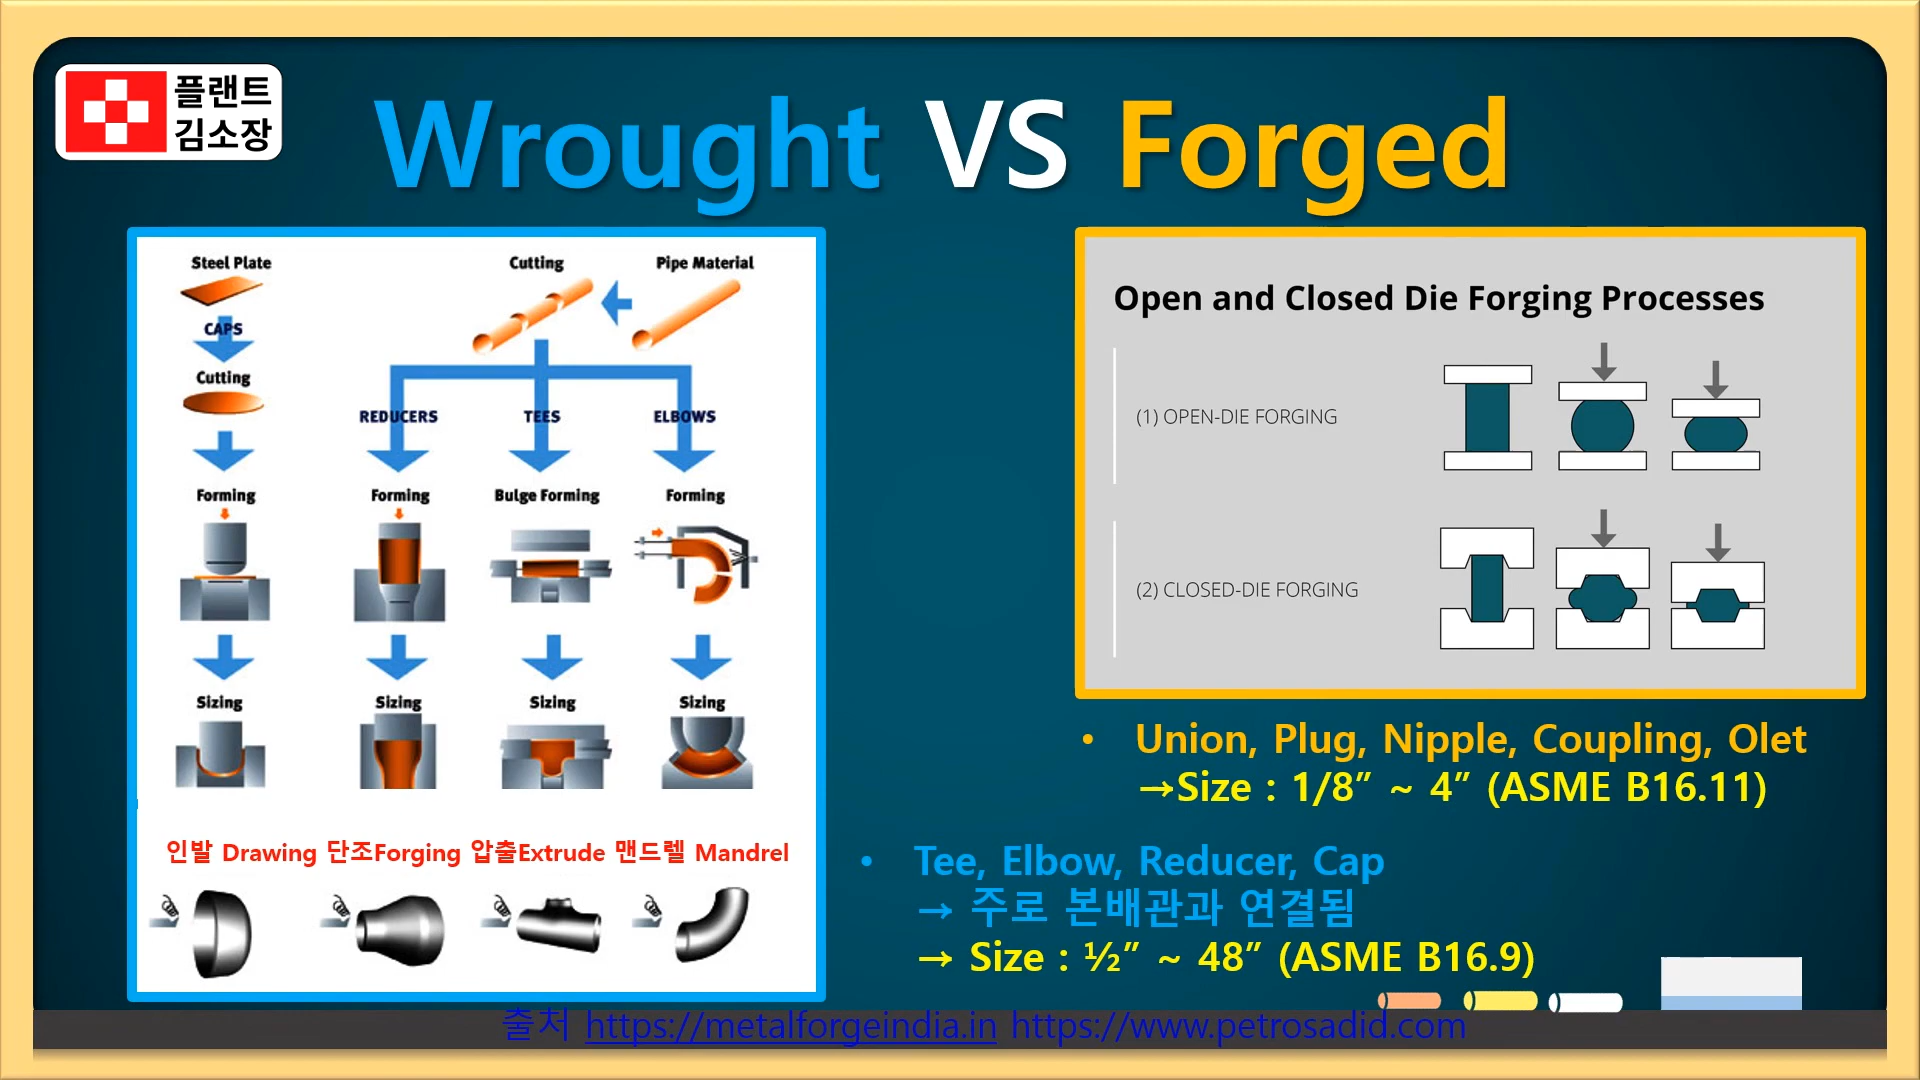 플랜트
김소장
Wrought VS Forged
Steel Plate
Cutting
Pipe Material
CAPS
Cutting
REDUCERS
TEES
ELBOWS
Forming
Forming
Bulge Forming
Forming
Sizing
Sizing
Sizing
Sizing
인발 Drawing 단조Forging 압출Extrude 맨드렐 Mandrel
Open and Closed Die Forging Processes
(1) OPEN-DIE FORGING
(2) CLOSED-DIE FORGING
• Union, Plug, Nipple, Coupling, Olet
→Size : 1/8” ~ 4” (ASME B16.11)
• Tee, Elbow, Reducer, Cap
→ 주로 본배관과 연결됨
→ Size : ½” ~ 48” (ASME B16.9)
출처 https://metalforgeindia.in https://www.petrosadid.com